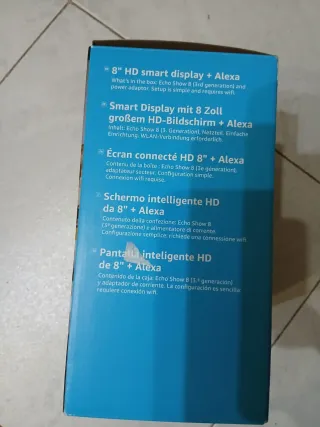 8" HD smart display + Alexa
What's in the box: Echo Show 8 (3rd generation) and
power adaptor. Setup is simple and requires wifi.
Smart Display mit 8 Zoll
großem HD-Bildschirm + Alexa
Inhalt: Echo Show 8 (3. Generation), Netzteil. Einfache
Einrichtung: WLAN-Verbindung erforderlich.
Écran connecté HD 8" + Alexa
Contenu de la boîte : Echo Show 8 (3e génération),
adaptateur secteur. Configuration simple.
Connexion wifi requise.
Schermo intelligente HD
da 8" + Alexa
Contenuto della confezione: Echo Show 8
(3ª generazione) e alimentatore di corrente.
Configurazione semplice: richiede una connessione wifi.
Pantalla inteligente HD
de 8" + Alexa
Contenido de la caja: Echo Show 8 (3.ª generación)
y adaptador de corriente. La configuración es sencilla
y requiere conexión wifi.